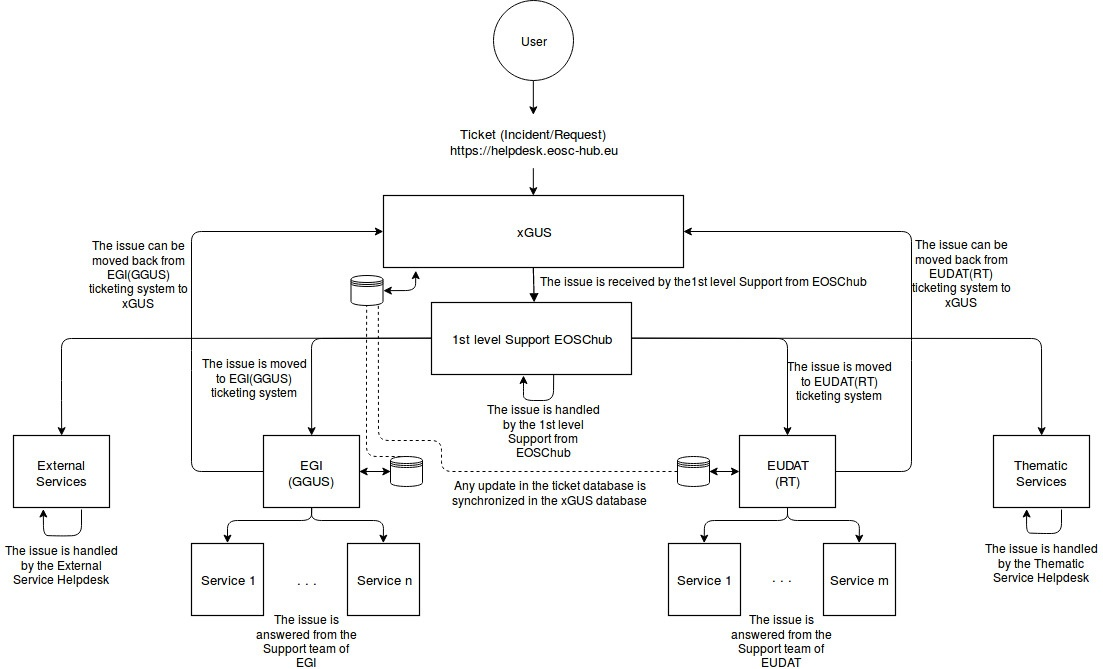 User
Ticket (Incident/Request)
https://helpdesk.eosc-hub.eu
xGUS
The issue can be
moved back from
EGI(GGUS)
ticketing system to
xGUS
The issue can be
moved back from
EUDAT(RT)
ticketing system to
xGUS
The issue is received by the1st level Support from EOSChub
1st level Support EOSChub
The issue is moved
to EGI(GGUS)
ticketing system
The issue is moved
to EUDAT(RT)
ticketing system
The issue is handled
by the 1st level
Support from
EOSChub
External
Services
EGI
(GGUS)
EUDAT
(RT)
Thematic
Services
Any update in the ticket database is
synchronized in the xGUS database
The issue is handled
by the External
Service Helpdesk
The issue is handled
by the Thematic
Service Helpdesk
Service 1
. . .
Service n
Service 1
. . .
Service m
The issue is
answered from the
Support team of
EGI
The issue is
answered from the
Support team of
EUDAT